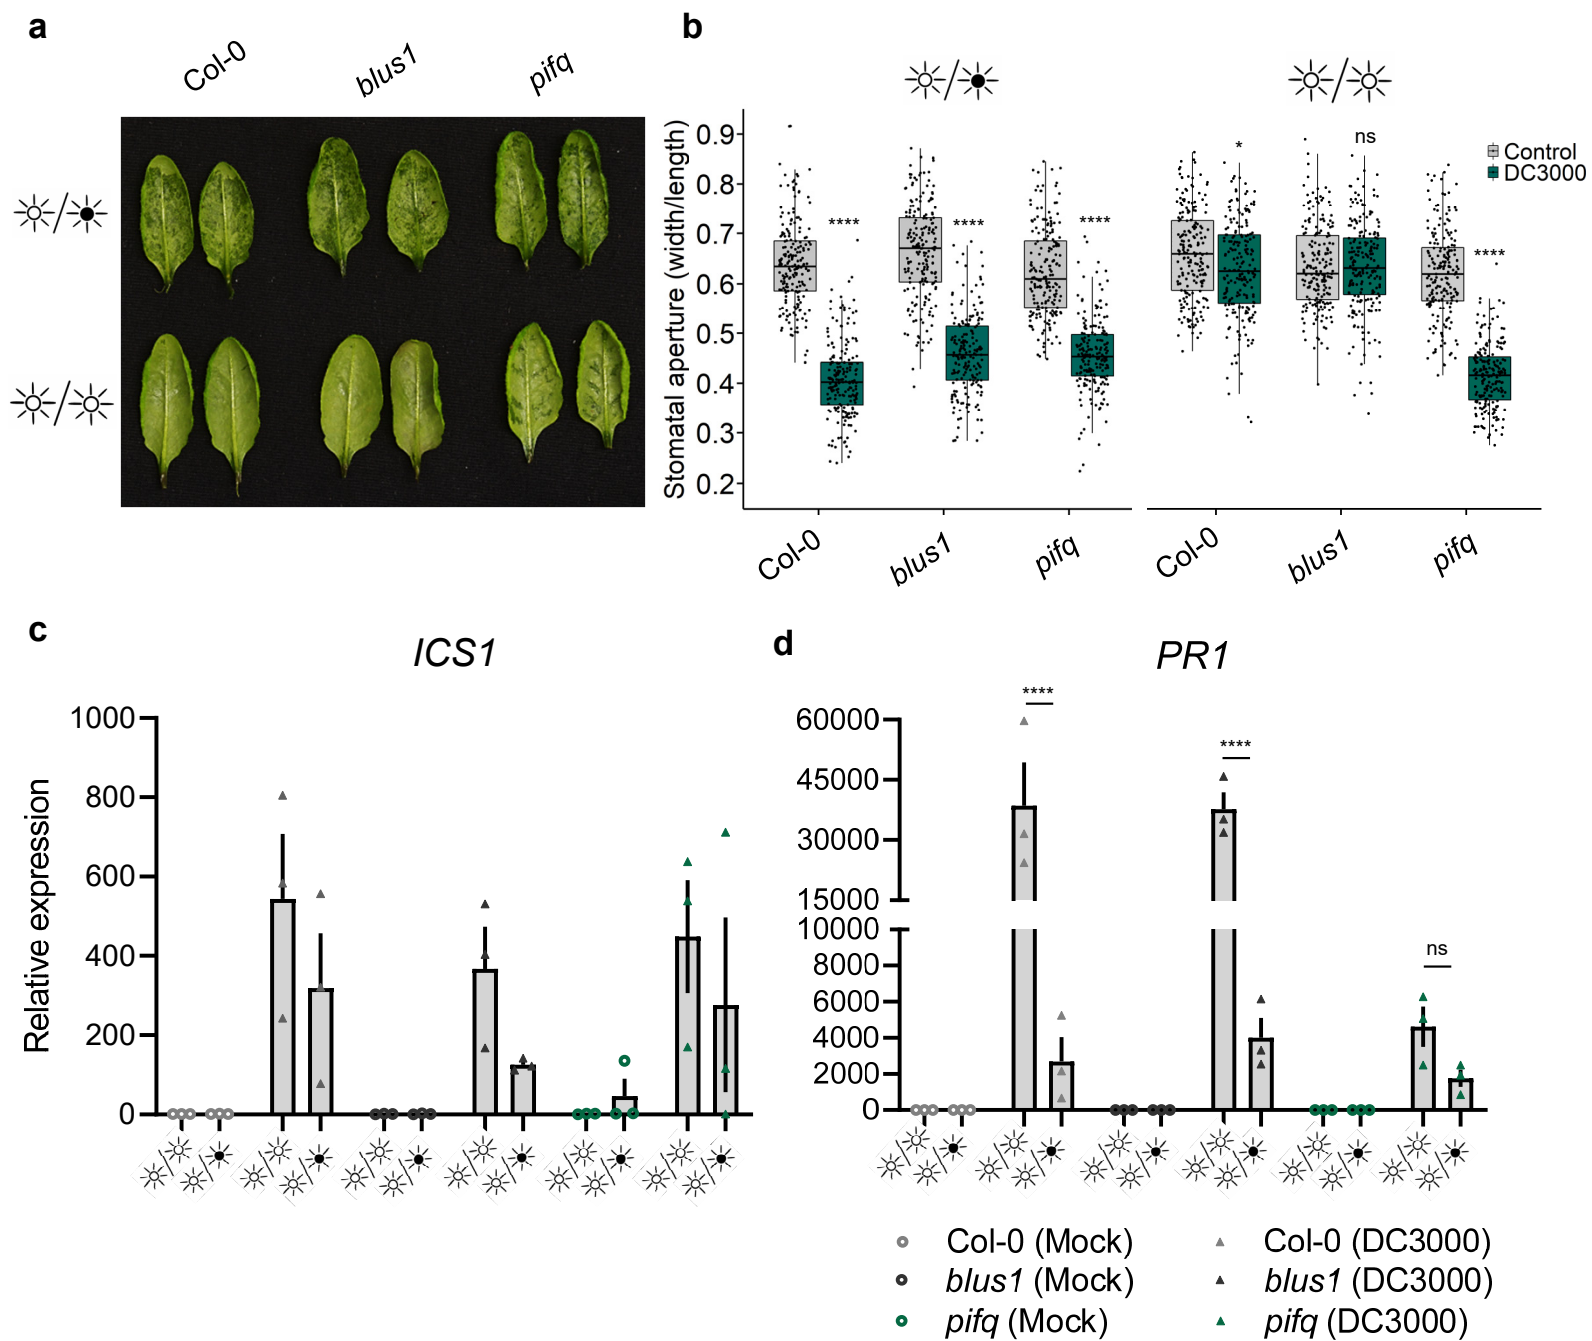 a
Col-0
blus1
pifq
b
Stomatal aperture (width/length)
0.9
0.8
0.7
0.6
0.5
0.4
0.3
0.2
****
****
****
*
ns
****
Control
DC3000
Col-0
blus1
pifq
Col-0
blus1
pifq
c
ICS1
Relative expression
1000
800
600
400
200
0
d
PR1
60000
45000
30000
15000
10000
8000
6000
4000
2000
0
****
****
ns
Col-0 (Mock)
Col-0 (DC3000)
blus1 (Mock)
blus1 (DC3000)
pifq (Mock)
pifq (DC3000)